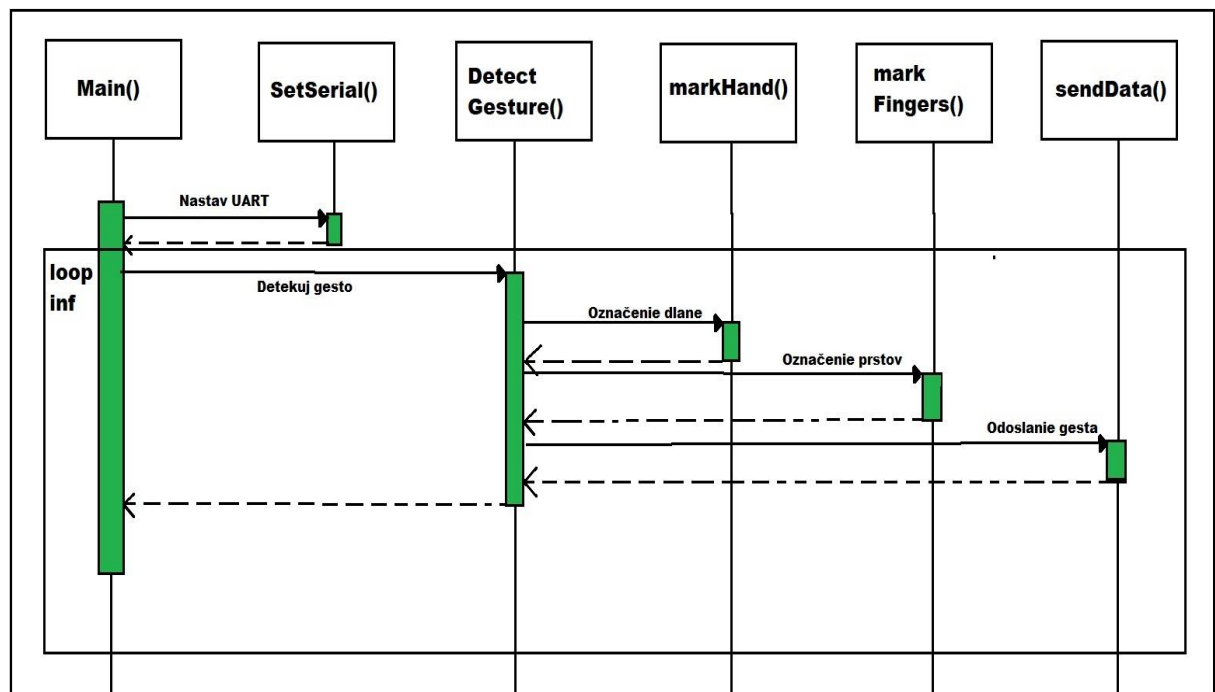 Main()
SetSerial()
Detect
Gesture()
markHand()
mark
Fingers()
sendData()
Nastav UART
loop
inf
Detekuj gesto
Označenie dlane
Označenie prstov
Odoslanie gesta